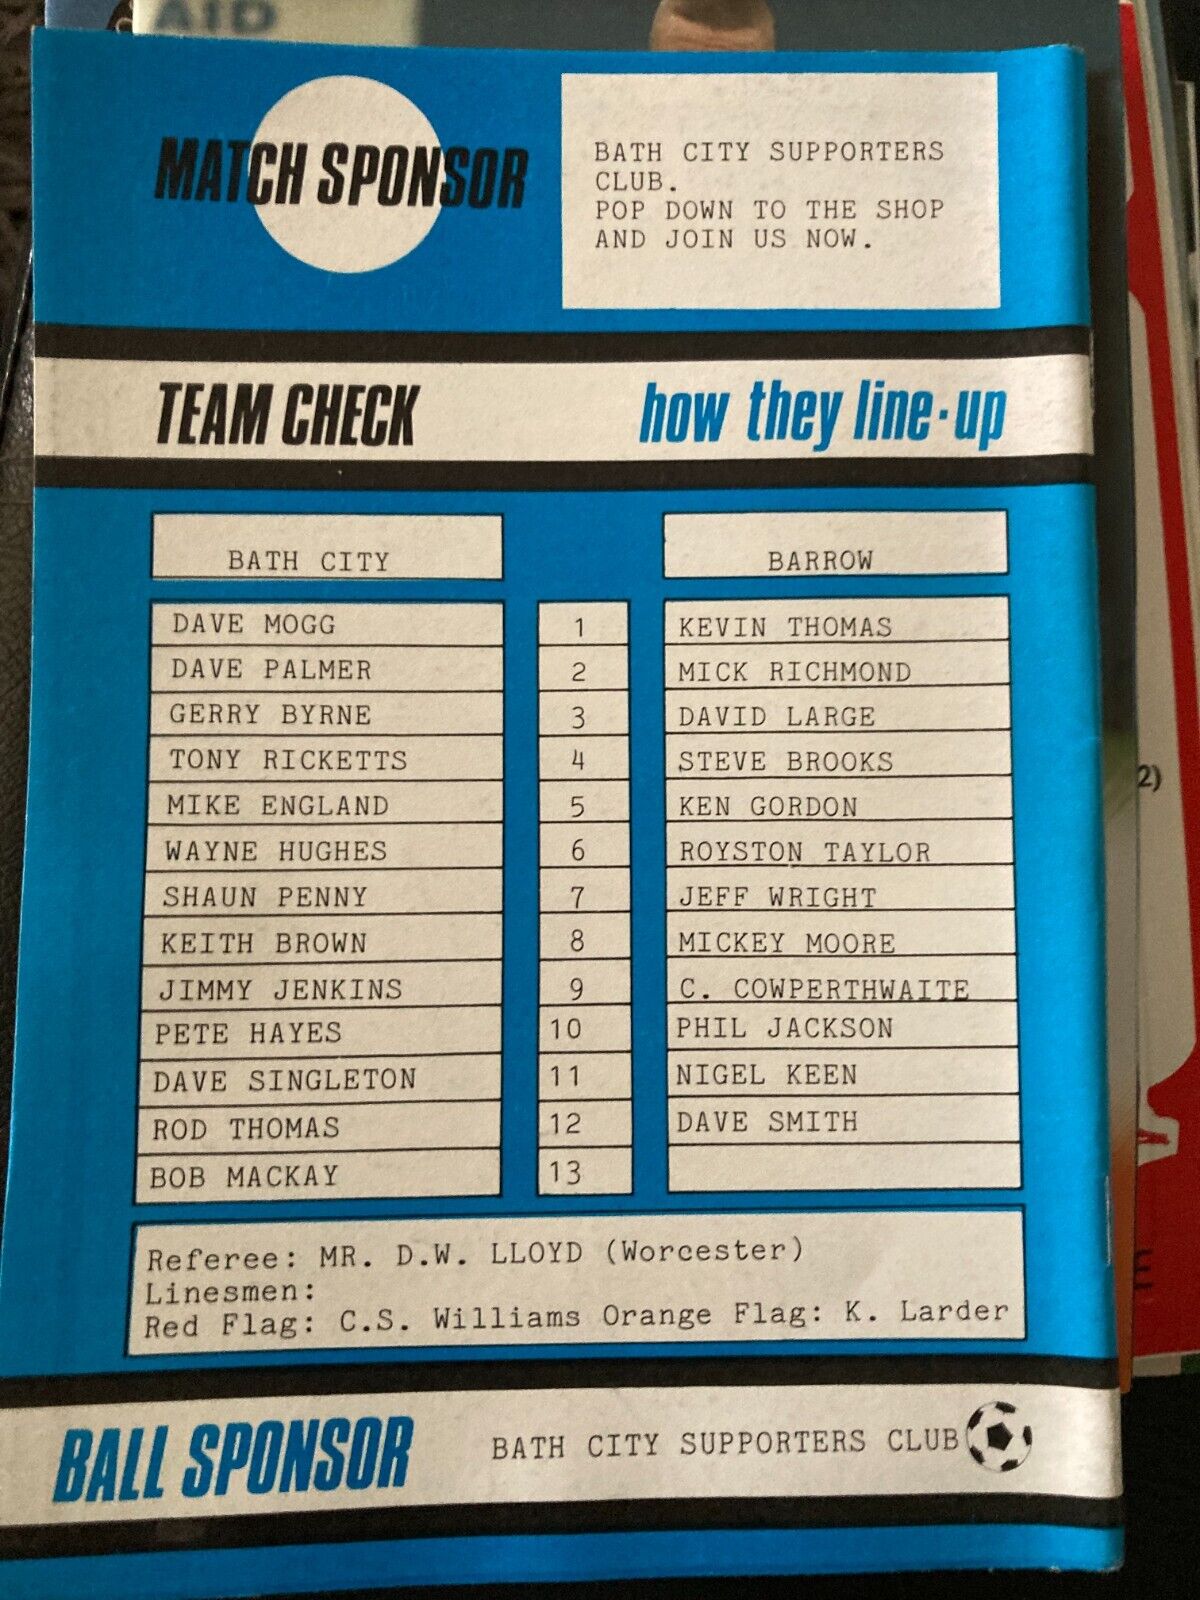 AID
MATCH SPONSOR
BATH CITY SUPPORTERS
CLUB.
POP DOWN TO THE SHOP
AND JOIN US NOW.
TEAM CHECK how they line-up
BATH CITY BARROW
DAVE MOGG 1 KEVIN THOMAS
DAVE PALMER 2 MICK RICHMOND
GERRY BYRNE 3 DAVID LARGE
TONY RICKETTS 4 STEVE BROOKS
MIKE ENGLAND 5 KEN GORDON
WAYNE HUGHES 6 ROYSTON TAYLOR
SHAUN PENNY 7 JEFF WRIGHT
KEITH BROWN 8 MICKEY MOORE
JIMMY JENKINS 9 C. COWPERTHWAITE
PETE HAYES 10 PHIL JACKSON
DAVE SINGLETON 11 NIGEL KEEN
ROD THOMAS 12 DAVE SMITH
BOB MACKAY 13
Referee: MR. D.W. LLOYD (Worcester)
Linesmen:
Red Flag: C.S. Williams Orange Flag: K. Larder
BALL SPONSOR BATH CITY SUPPORTERS CLUB
2)